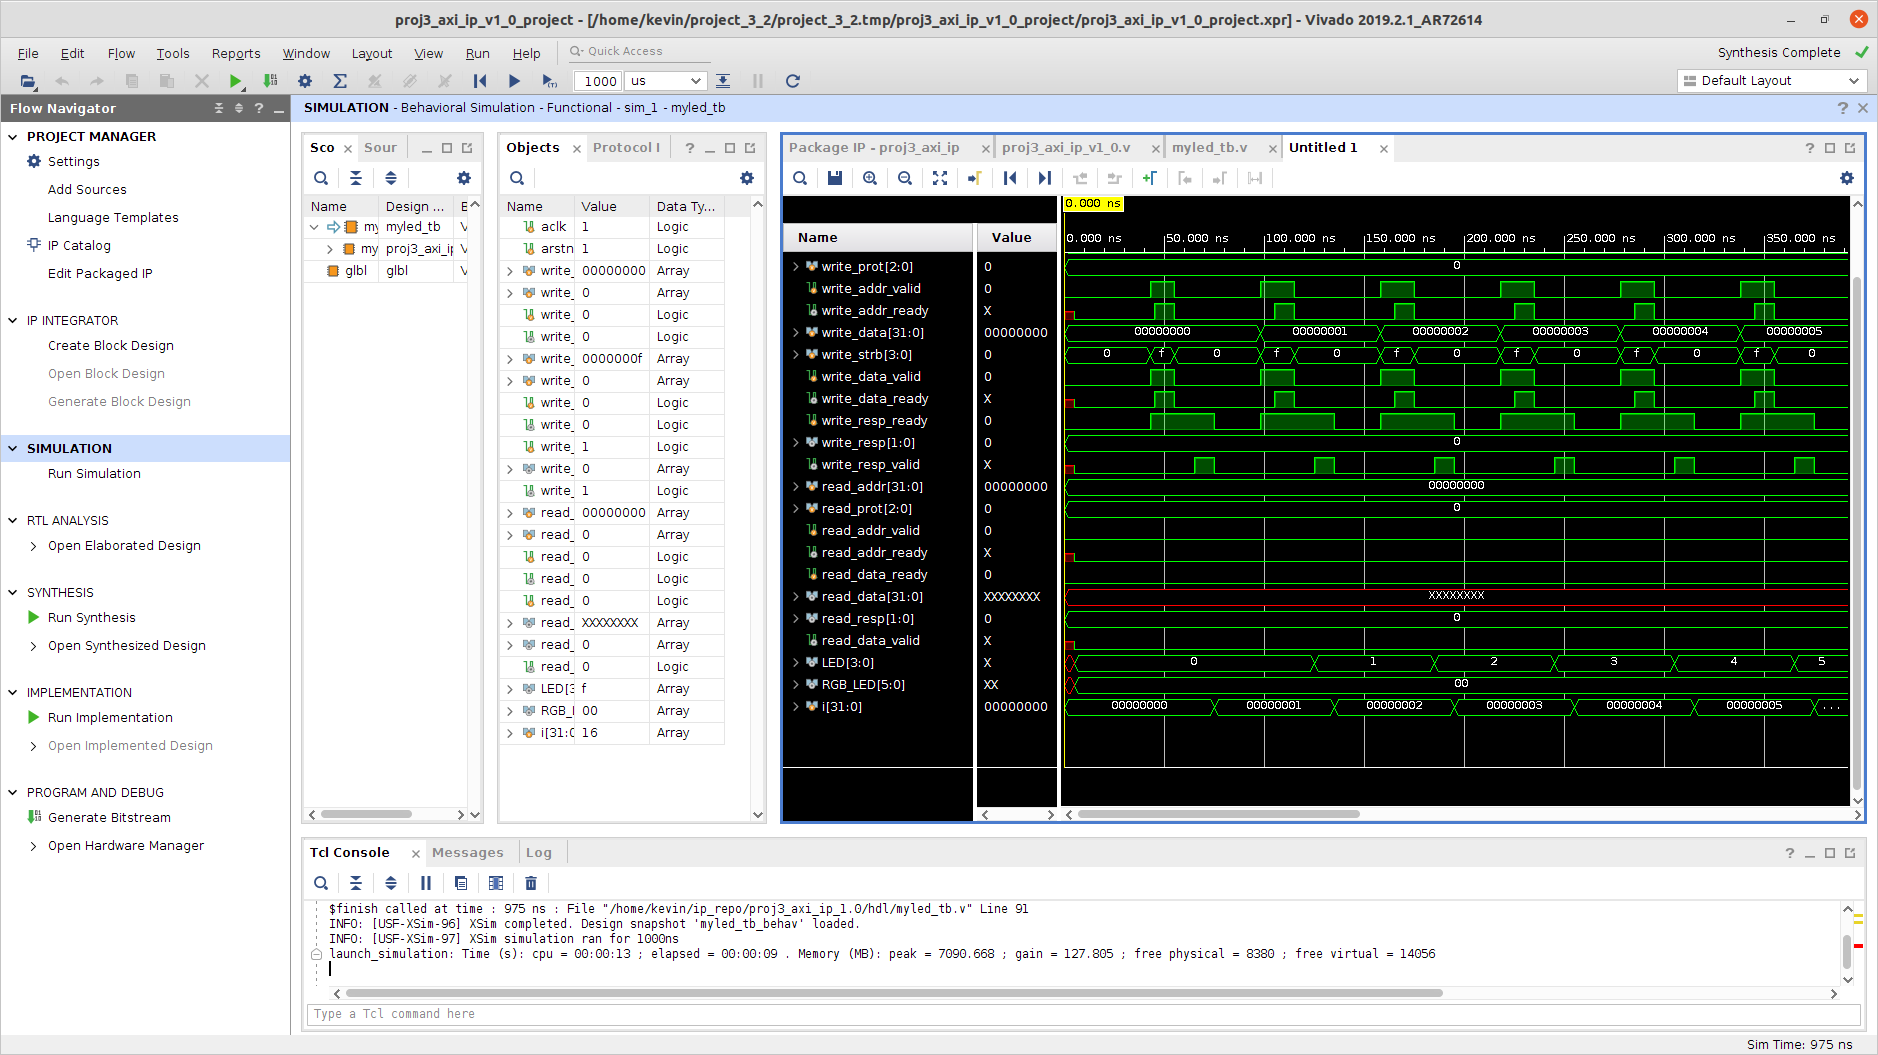 proj3_axi_ip_v1_0_project - [/home/kevin/project_3_2/project_3_2.tmp/proj3_axi_ip_v1_0_project/proj3_axi_ip_v1_0_project.xpr] - Vivado 2019.2.1_AR72614
File Edit Flow Tools Reports Window Layout View Run Help Quick Access
Synthesis Complete
1000 us
Default Layout
Flow Navigator
PROJECT MANAGER
Settings
Add Sources
Language Templates
IP Catalog
Edit Packaged IP
IP INTEGRATOR
Create Block Design
Open Block Design
Generate Block Design
SIMULATION
Run Simulation
RTL ANALYSIS
Open Elaborated Design
SYNTHESIS
Run Synthesis
Open Synthesized Design
IMPLEMENTATION
Run Implementation
Open Implemented Design
PROGRAM AND DEBUG
Generate Bitstream
Open Hardware Manager
SIMULATION - Behavioral Simulation - Functional - sim_1 - myled_tb
Sco Sour
Name Design ...
my myled_tb
my proj3_axi_ip
glbl glbl
Objects Protocol I
Name Value Data Ty...
aclk 1 Logic
arstn 1 Logic
write_ 00000000 Array
write_ 0 Array
write_ 0 Logic
write_ 0 Logic
write_ 0000000f Array
write_ 0 Array
write_ 0 Logic
write_ 0 Logic
write_ 1 Logic
write_ 0 Array
write_ 1 Logic
read_ 00000000 Array
read_ 0 Array
read_ 0 Logic
read_ 0 Logic
read_ 0 Logic
read_ XXXXXXXX Array
read_ 0 Array
read_ 0 Logic
LED[3 f Array
RGB_l 00 Array
i[31:0 16 Array
Package IP - proj3_axi_ip proj3_axi_ip_v1_0.v myled_tb.v Untitled 1
0.000 ns
Name Value
0.000 ns 50.000 ns 100.000 ns 150.000 ns 200.000 ns 250.000 ns 300.000 ns 350.000 ns
write_prot[2:0] 0 0
write_addr_valid 0
write_addr_ready X
write_data[31:0] 00000000 00000000 00000001 00000002 00000003 00000004 00000005
write_strb[3:0] 0 0 f 0 f 0 f 0 f 0 f 0 f 0
write_data_valid 0
write_data_ready X
write_resp_ready 0
write_resp[1:0] 0 0
write_resp_valid X
read_addr[31:0] 00000000 00000000
read_prot[2:0] 0 0
read_addr_valid 0
read_addr_ready X
read_data_ready 0
read_data[31:0] XXXXXXXX XXXXXXXX
read_resp[1:0] 0 0
read_data_valid X
LED[3:0] X 0 1 2 3 4 5
RGB_LED[5:0] XX 00
i[31:0] 00000000 00000000 00000001 00000002 00000003 00000004 00000005 ...
Tcl Console Messages Log
$finish called at time : 975 ns : File "/home/kevin/ip_repo/proj3_axi_ip_1.0/hdl/myled_tb.v" Line 91
INFO: [USF-XSim-96] XSim completed. Design snapshot 'myled_tb_behav' loaded.
INFO: [USF-XSim-97] XSim simulation ran for 1000ns
launch_simulation: Time (s): cpu = 00:00:13 ; elapsed = 00:00:09 . Memory (MB): peak = 7090.668 ; gain = 127.805 ; free physical = 8380 ; free virtual = 14056
Type a Tcl command here
Sim Time: 975 ns